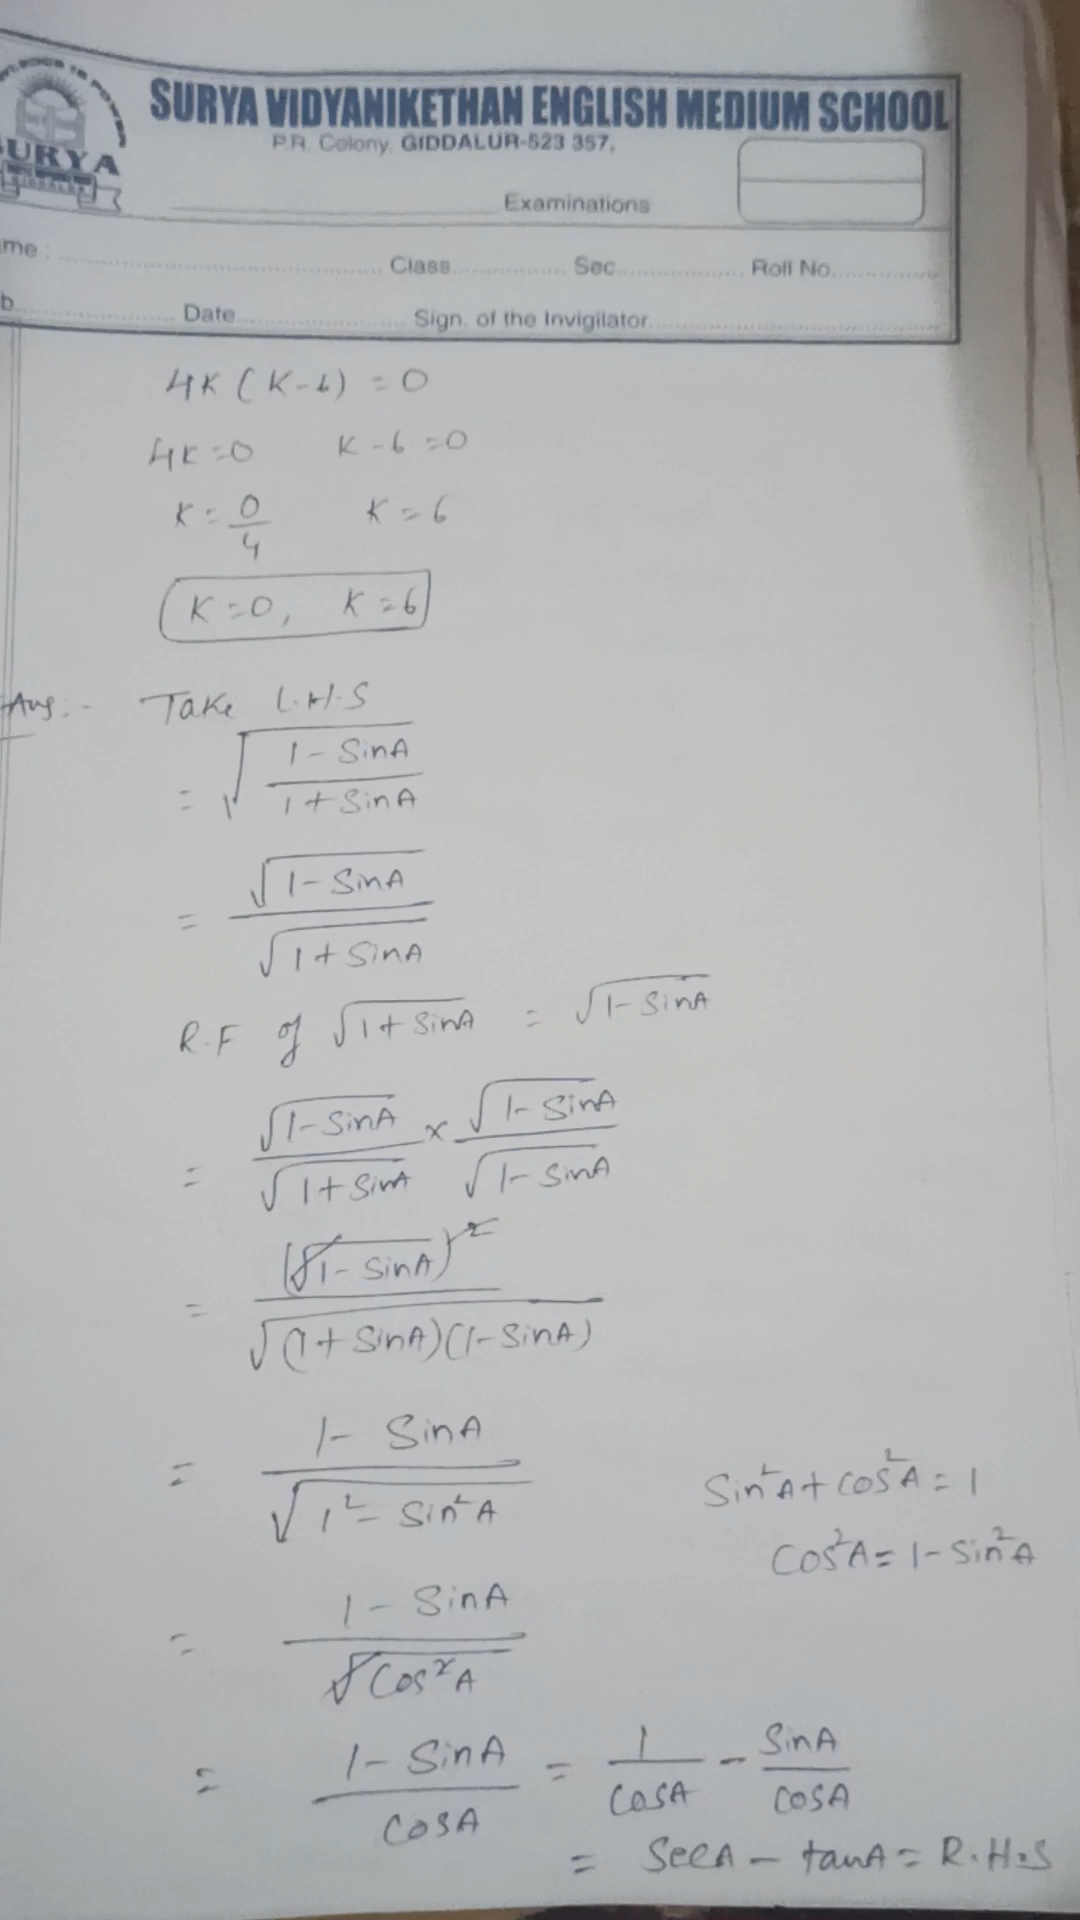 SURYA VIDYANIKETHAN ENGLISH MEDIUM SCHOOL
P.R. Colony, GIDDALUR-523 357.
URYA
Examinations
me :
Class
Sec
Roll No.
b
Date
Sign. of the Invigilator
4K (K-6) = 0
4K=0 K-6=0
K = 0/4 K=6
K=0, K=6
Ans:- Take L.H.S
= √((1-SinA)/(1+SinA))
= √(1-SinA)/√(1+SinA)
R.F of √(1+SinA) = √(1-SinA)
= √(1-SinA)/√(1+SinA) × √(1-SinA)/√(1-SinA)
= (√(1-SinA))²/√((1+SinA)(1-SinA))
= (1-SinA)/√(1²-Sin²A)
Sin²A+cos²A=1
Cos²A=1-Sin²A
= (1-SinA)/√(Cos²A)
= (1-SinA)/CosA = 1/CosA - SinA/CosA
= SecA - tanA = R.H.S